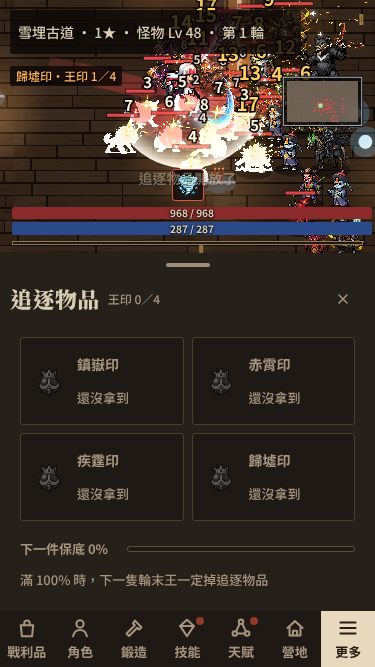 雪埋古道 • 1★ • 怪物 Lv 48 • 第 1 輪
歸墟印·王印 1／4
968 / 968
287 / 287
追逐物品 王印 0／4
鎮嶽印
還沒拿到
赤霄印
還沒拿到
疾霆印
還沒拿到
歸墟印
還沒拿到
下一件保底 0%
滿 100% 時，下一隻輪末王一定掉追逐物品
戰利品 角色 鍛造 技能 天賦 營地 更多